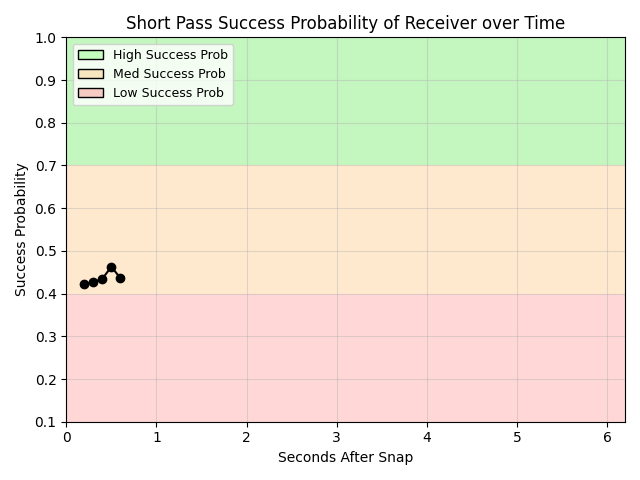 Short Pass Success Probability of Receiver over Time
High Success Prob
Med Success Prob
Low Success Prob
Success Probability
1.0
0.9
0.8
0.7
0.6
0.5
0.4
0.3
0.2
0.1
0 1 2 3 4 5 6
Seconds After Snap